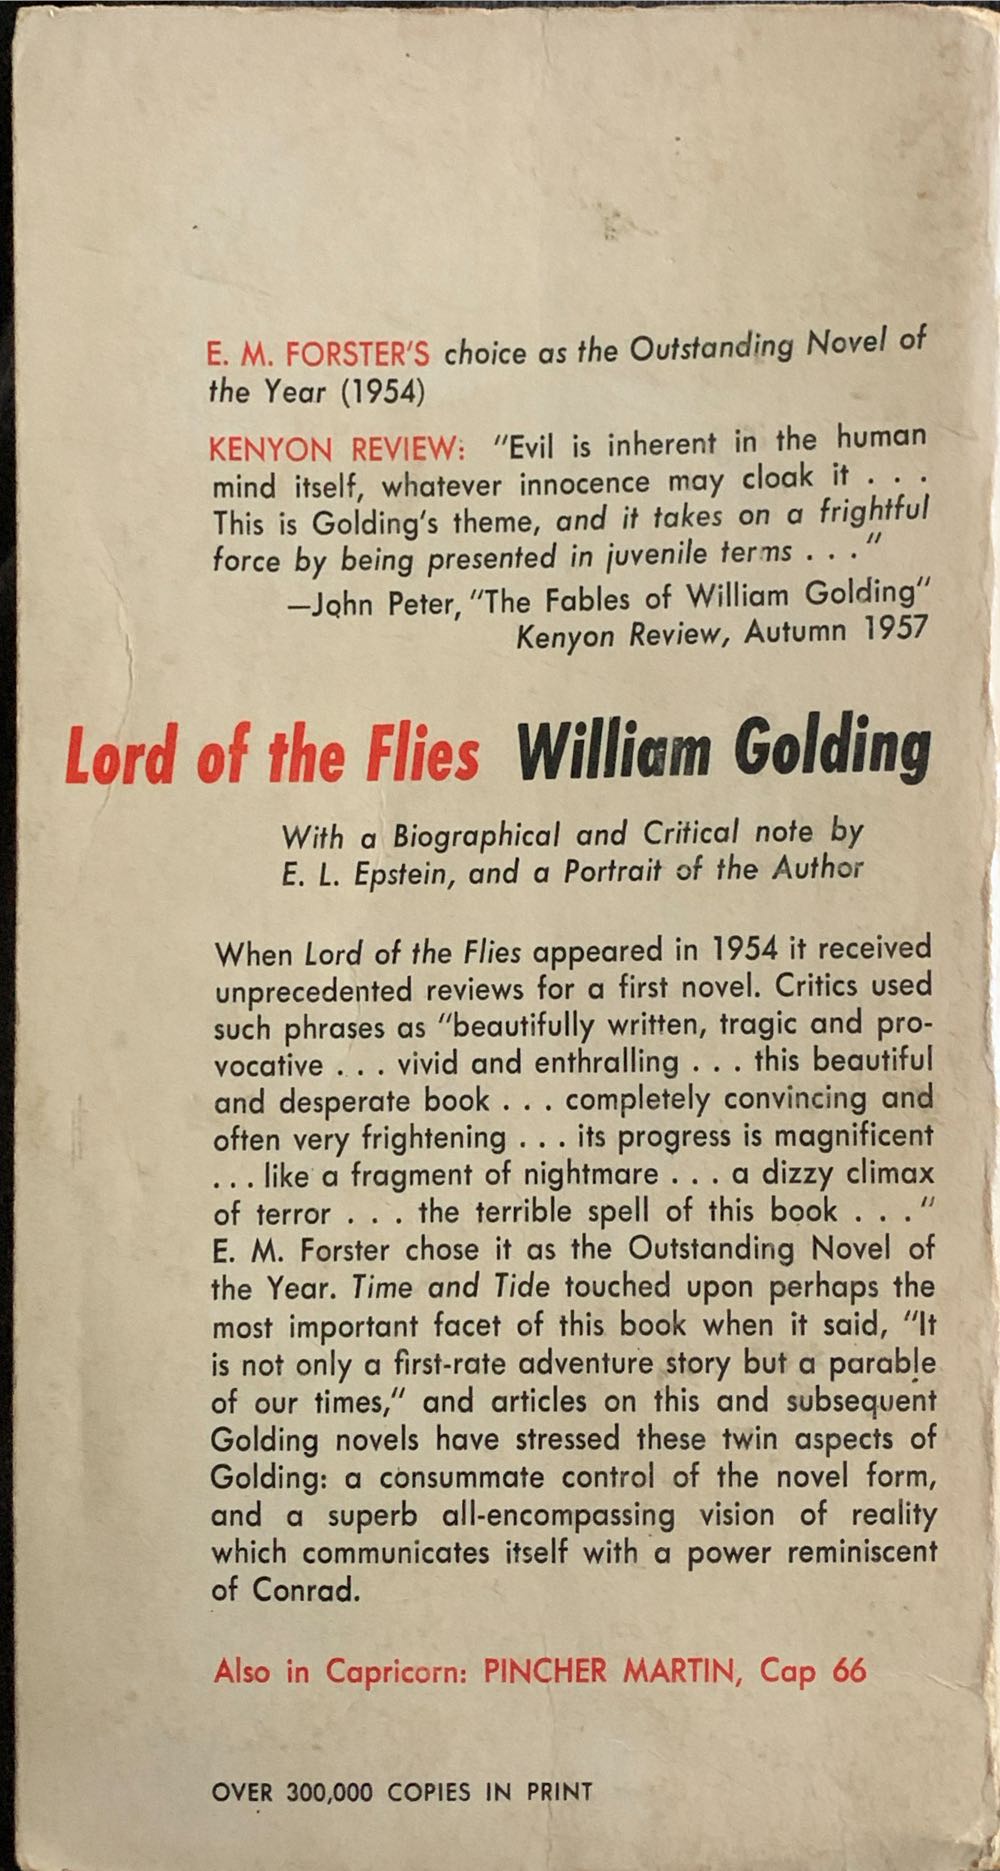 E. M. FORSTER'S choice as the Outstanding Novel of
the Year (1954)
KENYON REVIEW: "Evil is inherent in the human
mind itself, whatever innocence may cloak it . . .
This is Golding's theme, and it takes on a frightful
force by being presented in juvenile terms . . ."
—John Peter, "The Fables of William Golding"
Kenyon Review, Autumn 1957
Lord of the Flies William Golding
With a Biographical and Critical note by
E. L. Epstein, and a Portrait of the Author
When Lord of the Flies appeared in 1954 it received
unprecedented reviews for a first novel. Critics used
such phrases as "beautifully written, tragic and pro-
vocative . . . vivid and enthralling . . . this beautiful
and desperate book . . . completely convincing and
often very frightening . . . its progress is magnificent
. . . like a fragment of nightmare . . . a dizzy climax
of terror . . . the terrible spell of this book . . ."
E. M. Forster chose it as the Outstanding Novel of
the Year. Time and Tide touched upon perhaps the
most important facet of this book when it said, "It
is not only a first-rate adventure story but a parable
of our times," and articles on this and subsequent
Golding novels have stressed these twin aspects of
Golding: a consummate control of the novel form,
and a superb all-encompassing vision of reality
which communicates itself with a power reminiscent
of Conrad.
Also in Capricorn: PINCHER MARTIN, Cap 66
OVER 300,000 COPIES IN PRINT